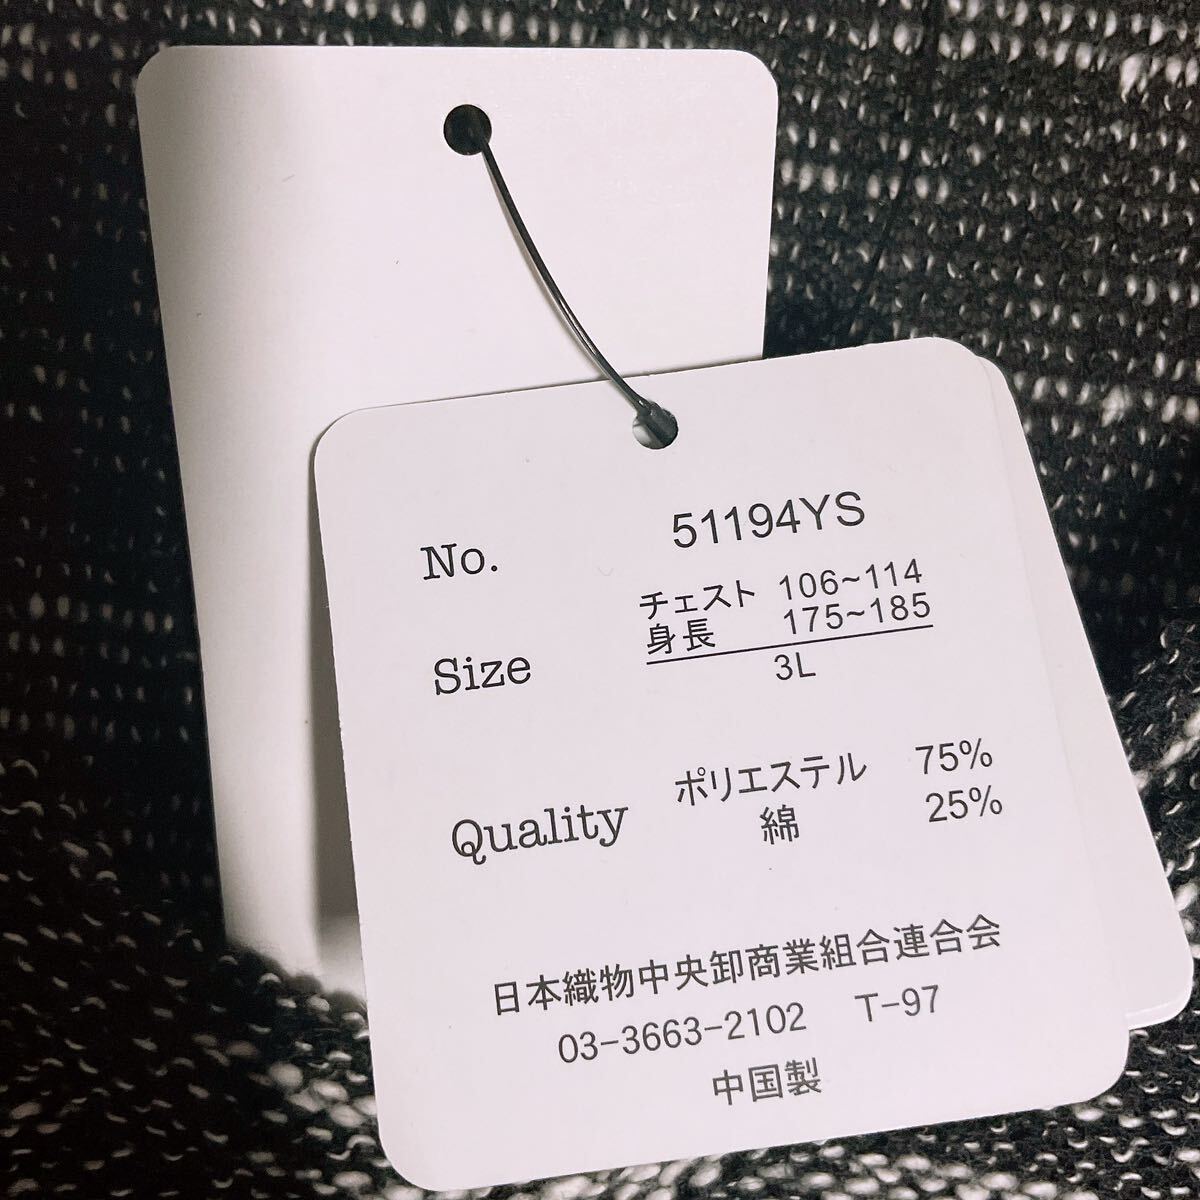 No. 51194YS
チェスト 106~114
身長 175~185
Size 3L
ポリエステル 75%
Quality 綿 25%
日本織物中央卸商業組合連合会
03-3663-2102 T-97
中国製